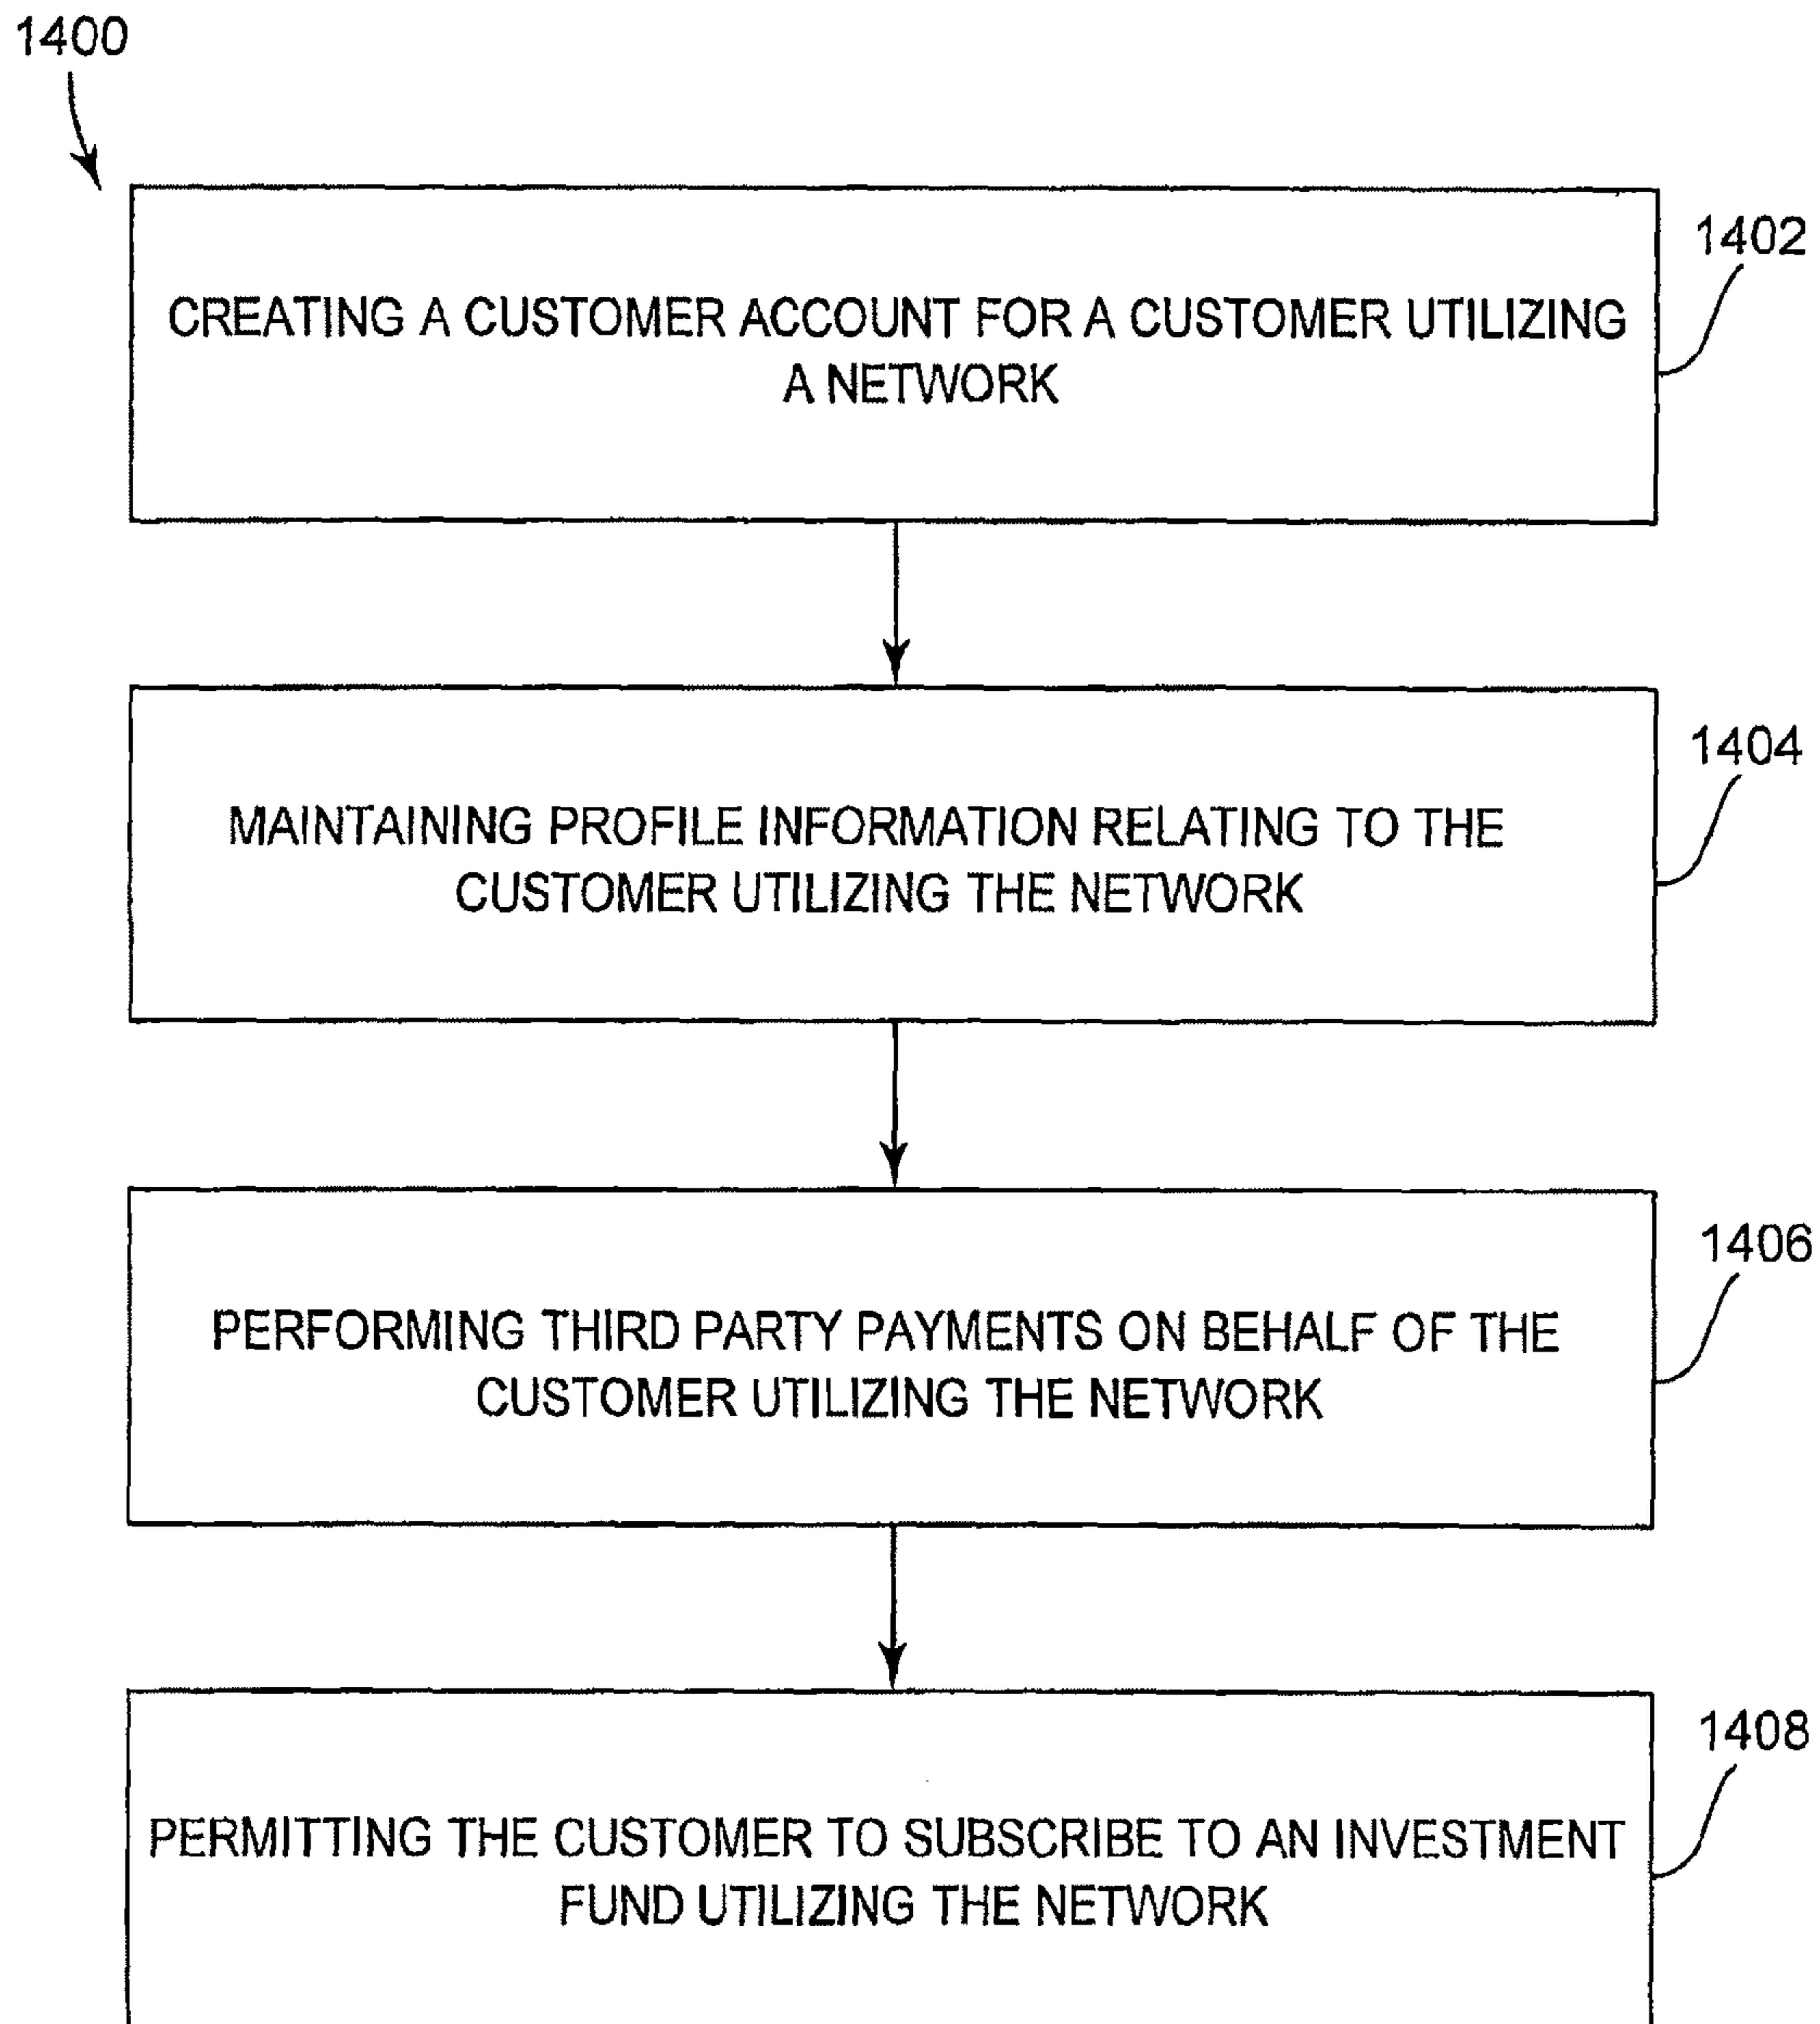 1400
1402
CREATING A CUSTOMER ACCOUNT FOR A CUSTOMER UTILIZING
A NETWORK
1404
MAINTAINING PROFILE INFORMATION RELATING TO THE
CUSTOMER UTILIZING THE NETWORK
1406
PERFORMING THIRD PARTY PAYMENTS ON BEHALF OF THE
CUSTOMER UTILIZING THE NETWORK
1408
PERMITTING THE CUSTOMER TO SUBSCRIBE TO AN INVESTMENT
FUND UTILIZING THE NETWORK